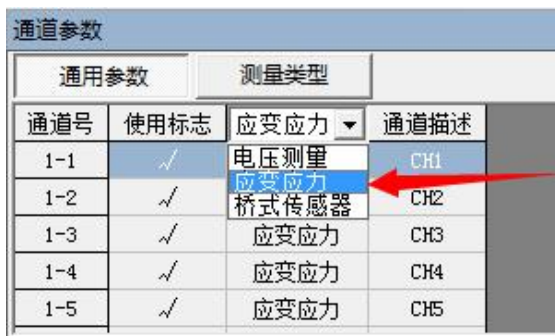 通道参数
通用参数 测量类型
通道号 使用标志 应变应力 通道描述
1-1 √ 电压测量 CH1
应变应力
1-2 √ 桥式传感器 CH2
1-3 √ 应变应力 CH3
1-4 √ 应变应力 CH4
1-5 √ 应变应力 CH5